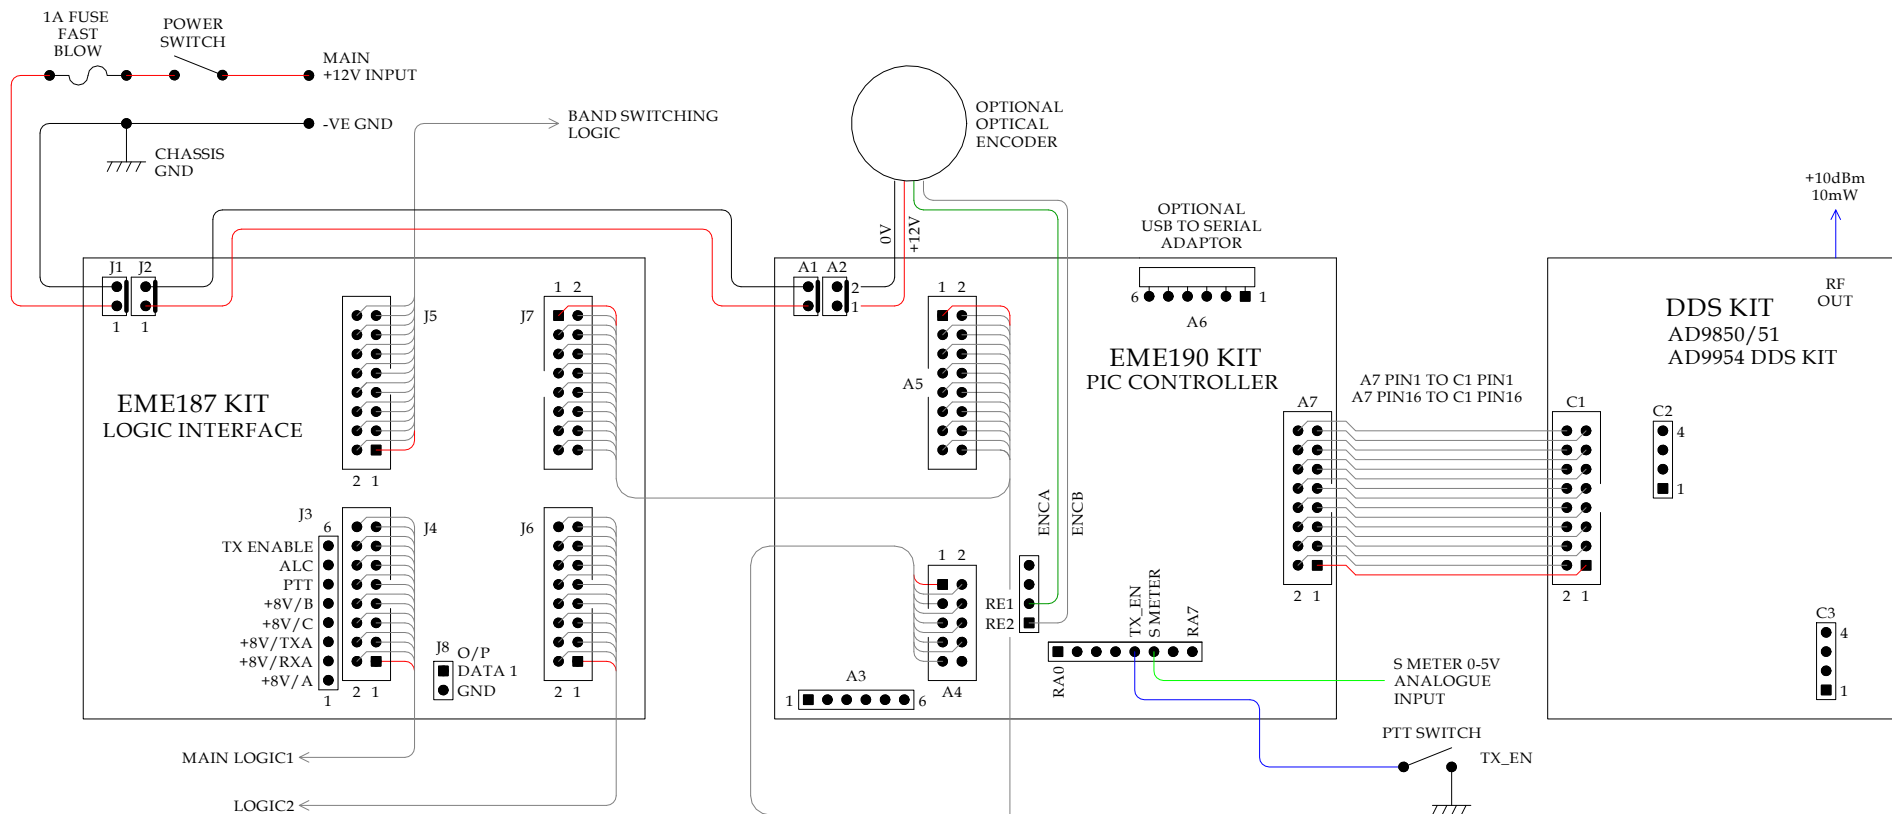 1A FUSE
FAST
BLOW
POWER
SWITCH
MAIN
+12V INPUT
-VE GND
CHASSIS
GND
BAND SWITCHING
LOGIC
OPTIONAL
OPTICAL
ENCODER
0V
+12V
OPTIONAL
USB TO SERIAL
ADAPTOR
6
1
A6
+10dBm
10mW
RF
OUT
J1
J2
1
1
J5
2 1
1 2
J7
EME187 KIT
LOGIC INTERFACE
J3
6
TX ENABLE
ALC
PTT
+8V/B
+8V/C
+8V/TXA
+8V/RXA
+8V/A
1
J4
2 1
J8
O/P
DATA 1
GND
J6
2 1
MAIN LOGIC1
LOGIC2
A1
A2
2
1
1 2
A5
EME190 KIT
PIC CONTROLLER
ENCA
ENCB
1 2
A4
RE1
RE2
A3
1
6
RA0
TX_EN
S METER
RA7
A7
2 1
A7 PIN1 TO C1 PIN1
A7 PIN16 TO C1 PIN16
C1
2 1
DDS KIT
AD9850/51
AD9954 DDS KIT
C2
4
1
C3
4
1
S METER 0-5V
ANALOGUE
INPUT
PTT SWITCH
TX_EN